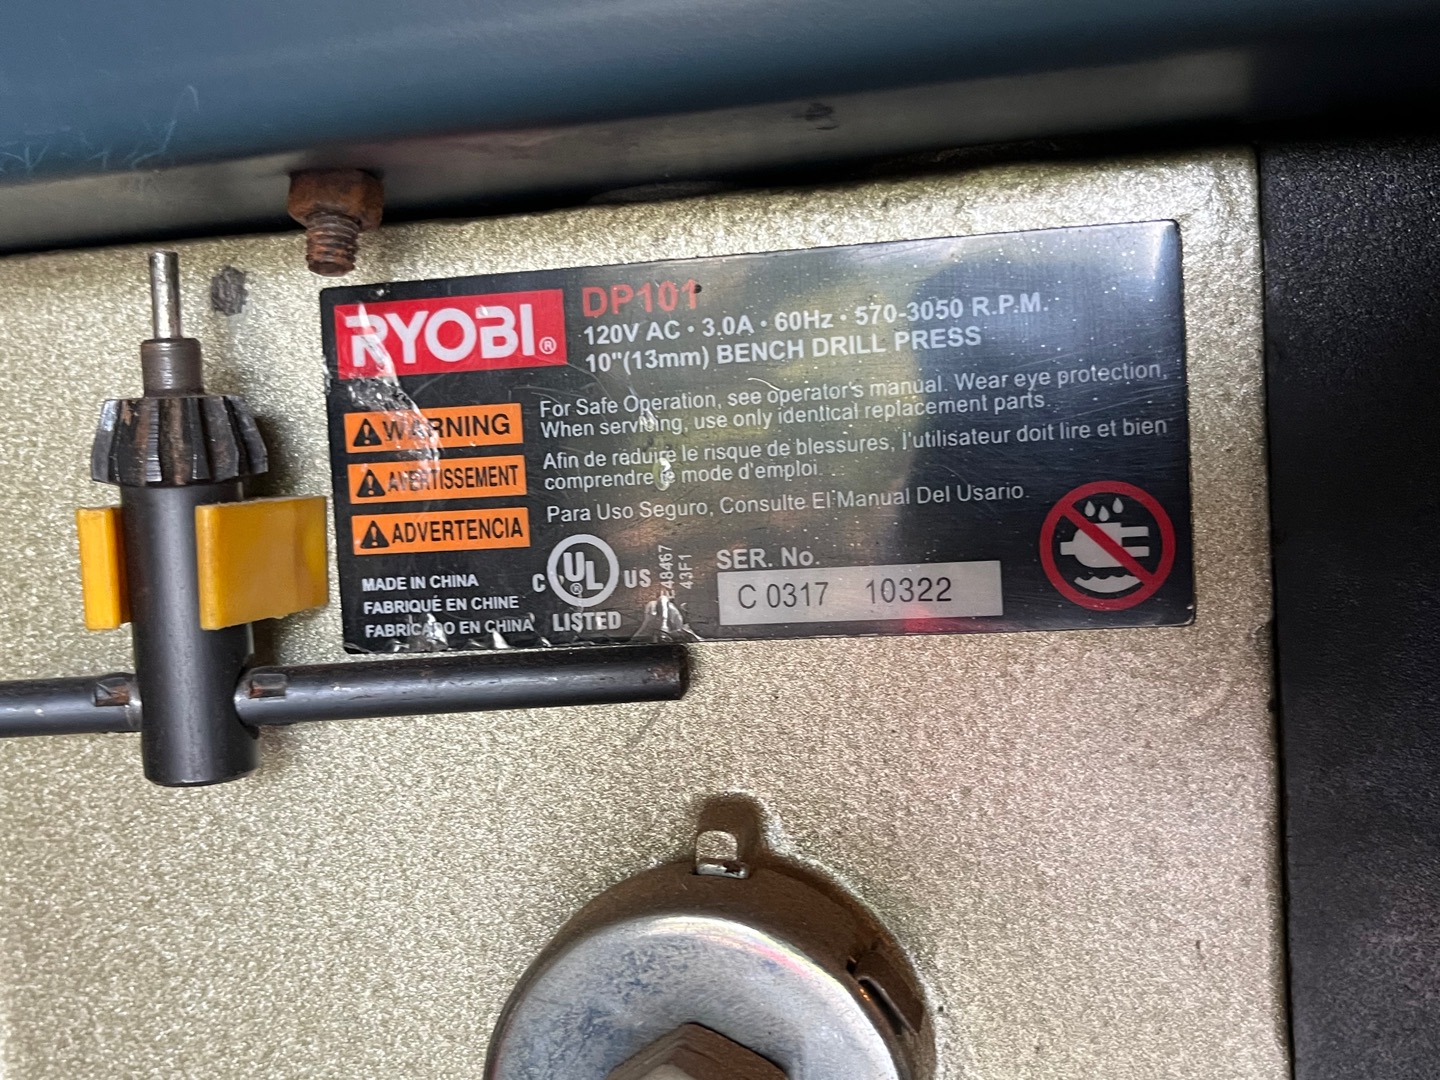 RYOBI®
DP101
120V AC • 3.0A • 60Hz • 570-3050 R.P.M.
10"(13mm) BENCH DRILL PRESS
WARNING
For Safe Operation, see operator's manual. Wear eye protection,
When servicing, use only identical replacement parts.
AVERTISSEMENT
Afin de reduire le risque de blessures, l'utilisateur doit lire et bien
comprendre le mode d'emploi.
ADVERTENCIA
Para Uso Seguro, Consulte El Manual Del Usario.
MADE IN CHINA
FABRIQUÉ EN CHINE
FABRICADO EN CHINA
C UL® US
LISTED
E48467
43F1
SER. No.
C 0317 10322